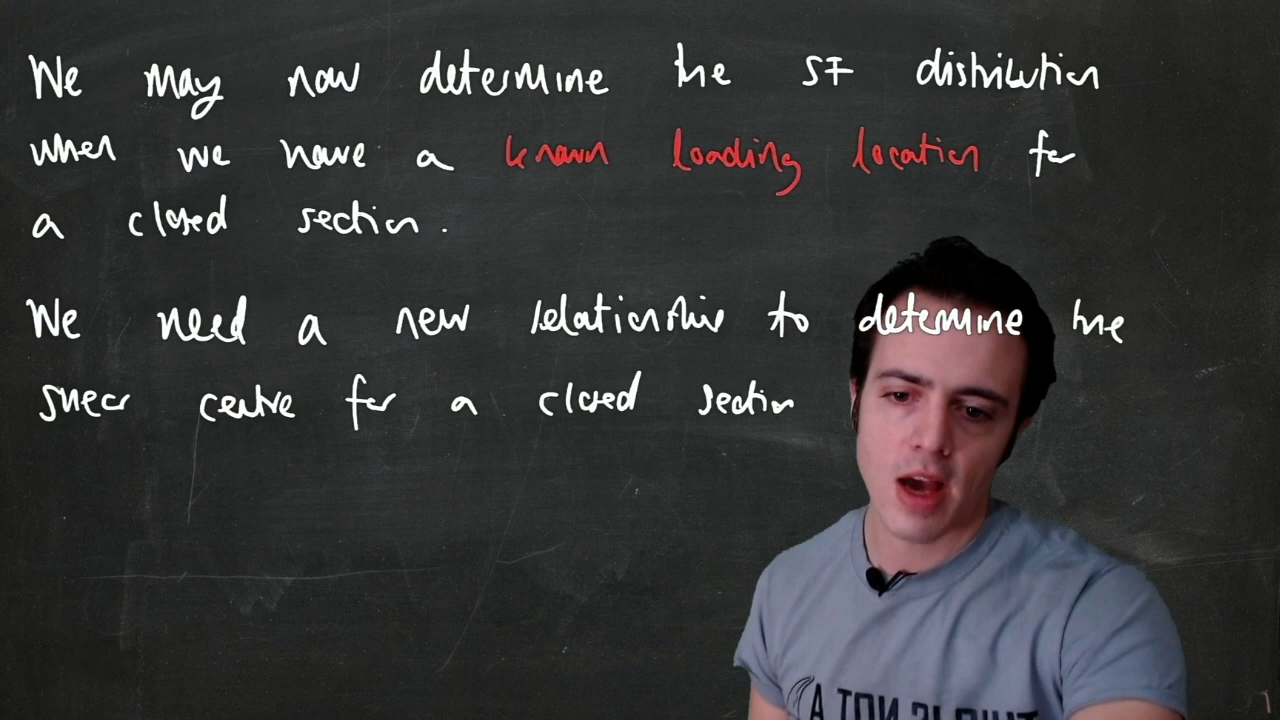 We may now determine the SF distribution
when we have a known loading location for
a closed section.
We need a new relationship to determine the
shear centre for a closed section